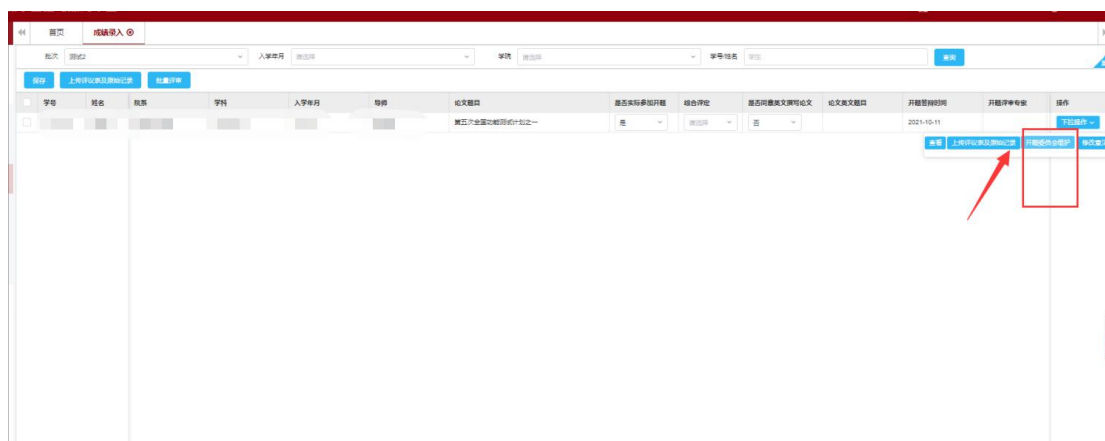 首页 成绩录入
批次 测试2 入学年月 请选择 学院 请选择 学号/姓名 学生 查询
保存 上传评议表及原始记录 批量评审
学号 姓名 院系 学科 入学年月 导师 论文题目 是否实际参加开题 综合评定 是否同意英文撰写论文 论文英文题目 开题答辩时间 开题评审专家 操作
第五次全面功能测试计划之一 是 请选择 否 2021-10-11 下拉操作
查看 上传评议表及原始记录 开题委员会维护 修改意见